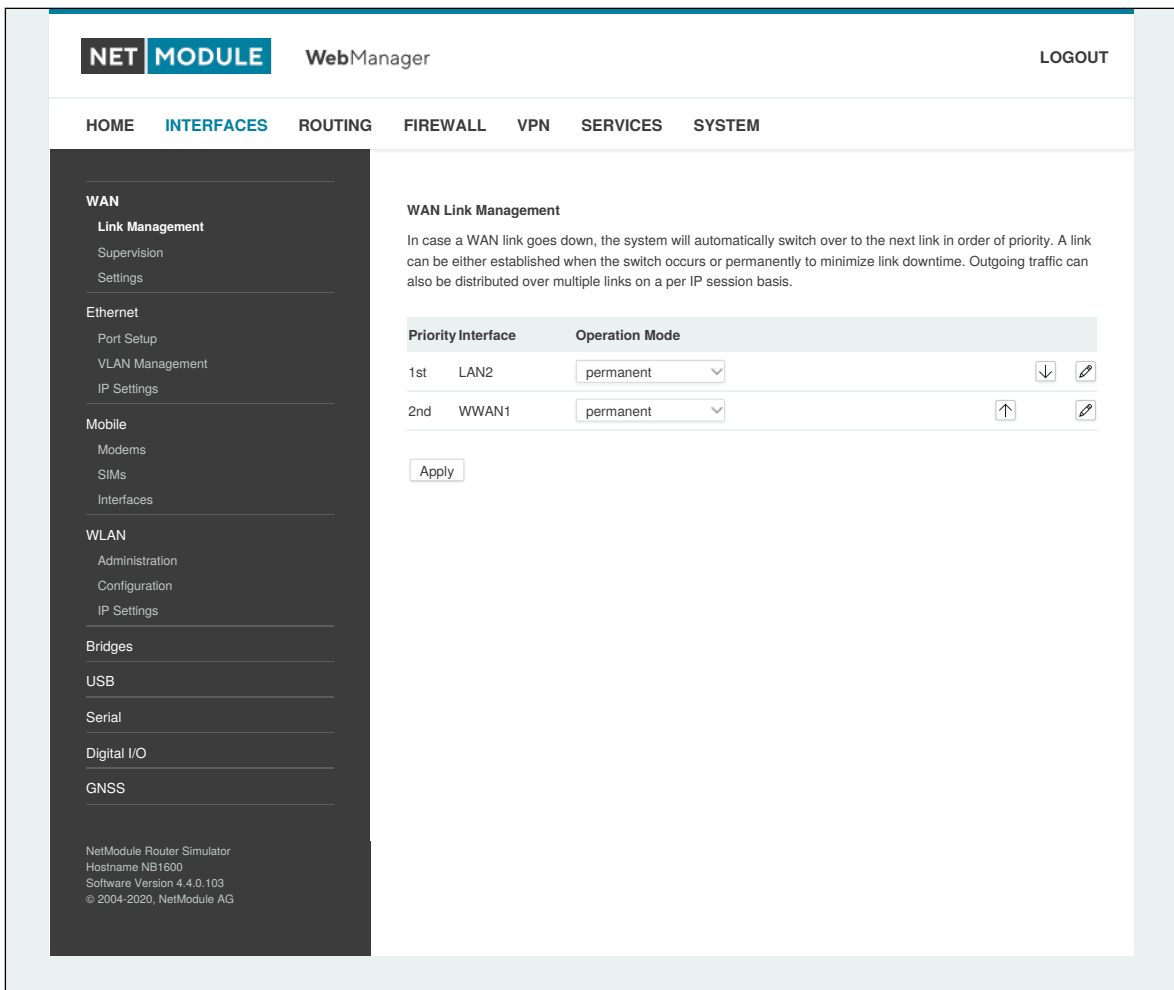 NET MODULE WebManager LOGOUT
HOME INTERFACES ROUTING FIREWALL VPN SERVICES SYSTEM
WAN
Link Management
Supervision
Settings
Ethernet
Port Setup
VLAN Management
IP Settings
Mobile
Modems
SIMs
Interfaces
WLAN
Administration
Configuration
IP Settings
Bridges
USB
Serial
Digital I/O
GNSS
NetModule Router Simulator
Hostname NB1600
Software Version 4.4.0.103
© 2004-2020, NetModule AG
WAN Link Management
In case a WAN link goes down, the system will automatically switch over to the next link in order of priority. A link
can be either established when the switch occurs or permanently to minimize link downtime. Outgoing traffic can
also be distributed over multiple links on a per IP session basis.
Priority Interface Operation Mode
1st LAN2 permanent
2nd WWAN1 permanent
Apply